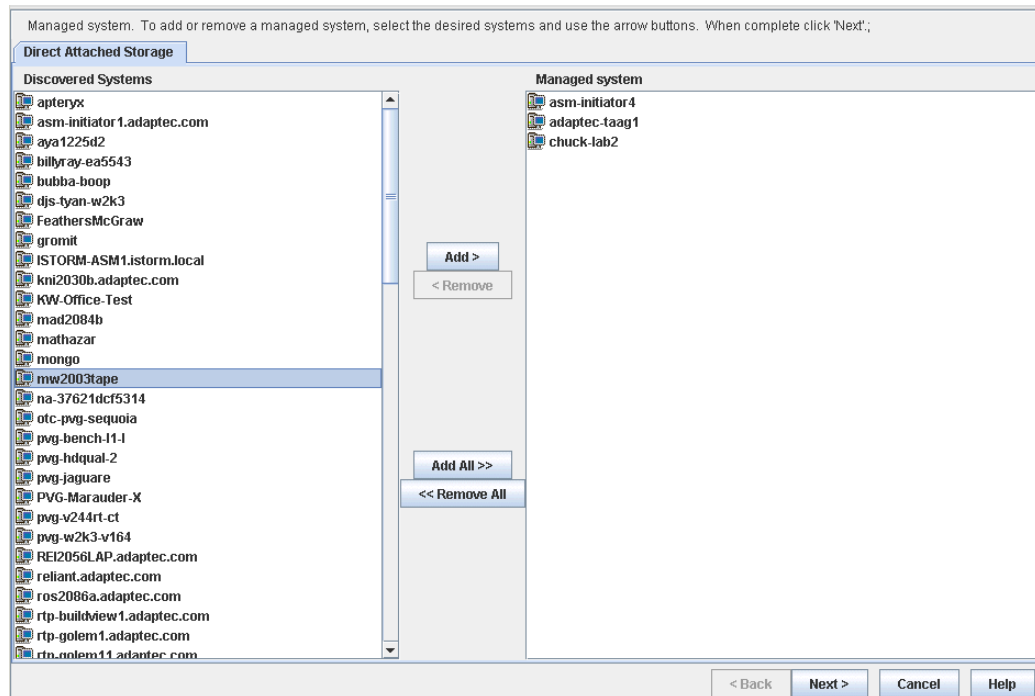 Managed system. To add or remove a managed system, select the desired systems and use the arrow buttons. When complete click 'Next'.;
Direct Attached Storage
Discovered Systems
apteryx
asm-initiator1.adaptec.com
aya1225d2
billyray-ea5543
bubba-boop
djs-tyan-w2k3
FeathersMcGraw
gromit
ISTORM-ASM1.istorm.local
kni2030b.adaptec.com
KW-Office-Test
mad2084b
mathazar
mongo
mw2003tape
na-37621dcf5314
otc-pvg-sequoia
pvg-bench-l1-l
pvg-hdqual-2
pvg-jaguare
PVG-Marauder-X
pvg-v244rt-ct
pvg-w2k3-v164
REI2056LAP.adaptec.com
reliant.adaptec.com
ros2086a.adaptec.com
rtp-buildview1.adaptec.com
rtp-golem1.adaptec.com
rtp-golem11.adaptec.com
Add >
< Remove
Add All >>
<< Remove All
Managed system
asm-initiator4
adaptec-taag1
chuck-lab2
< Back
Next >
Cancel
Help